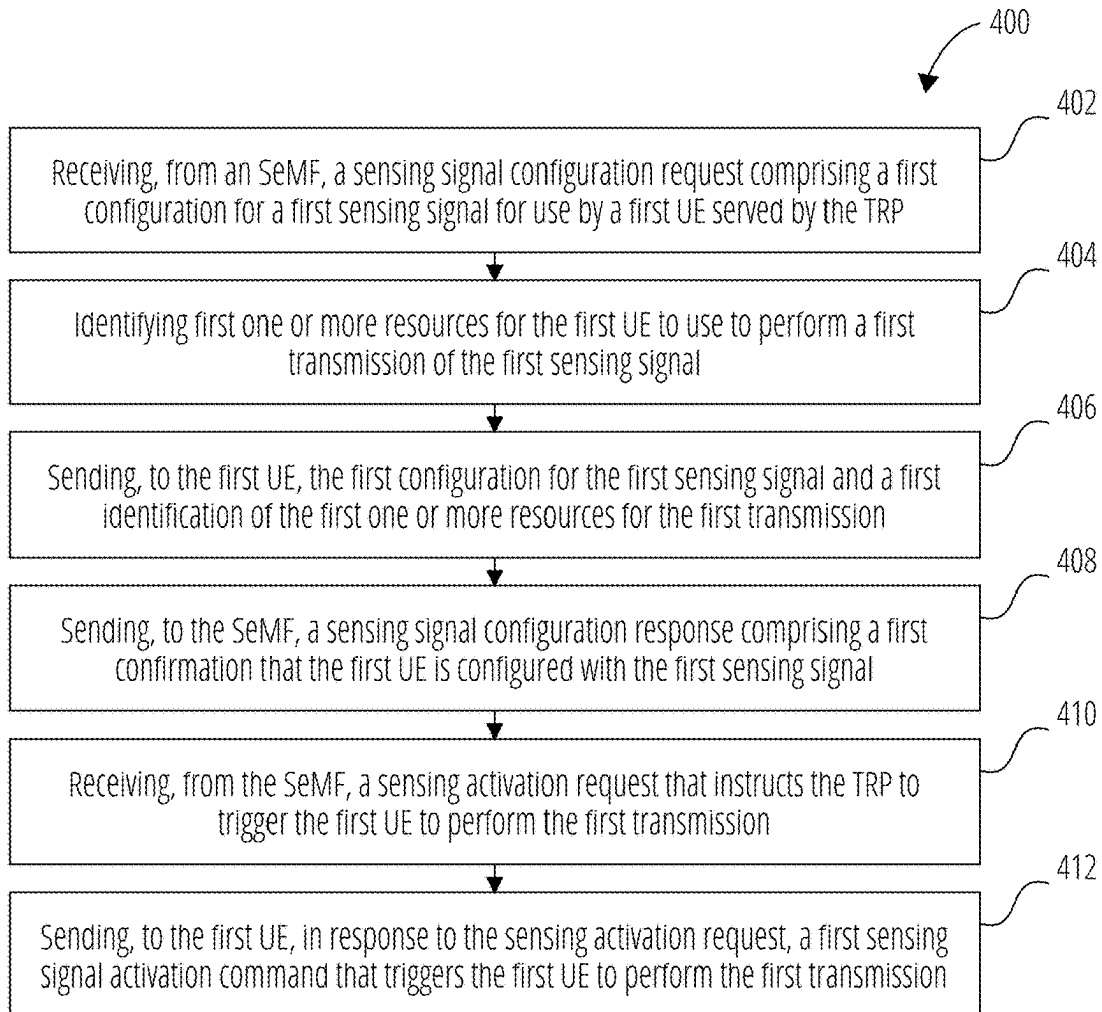 400
402
Receiving, from an SeMF, a sensing signal configuration request comprising a first
configuration for a first sensing signal for use by a first UE served by the TRP
404
Identifying first one or more resources for the first UE to use to perform a first
transmission of the first sensing signal
406
Sending, to the first UE, the first configuration for the first sensing signal and a first
identification of the first one or more resources for the first transmission
408
Sending, to the SeMF, a sensing signal configuration response comprising a first
confirmation that the first UE is configured with the first sensing signal
410
Receiving, from the SeMF, a sensing activation request that instructs the TRP to
trigger the first UE to perform the first transmission
412
Sending, to the first UE, in response to the sensing activation request, a first sensing
signal activation command that triggers the first UE to perform the first transmission